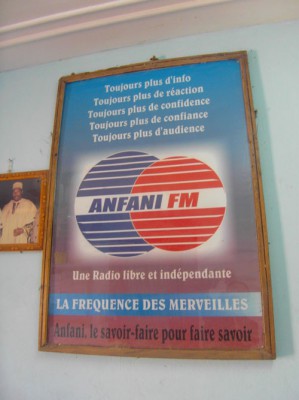 Toujours plus d'info
Toujours plus de réaction
Toujours plus de confidence
Toujours plus de confiance
Toujours plus d'audience
ANFANI FM
Une Radio libre et indépendante
LA FREQUENCE DES MERVEILLES
Anfani, le savoir-faire pour faire savoir